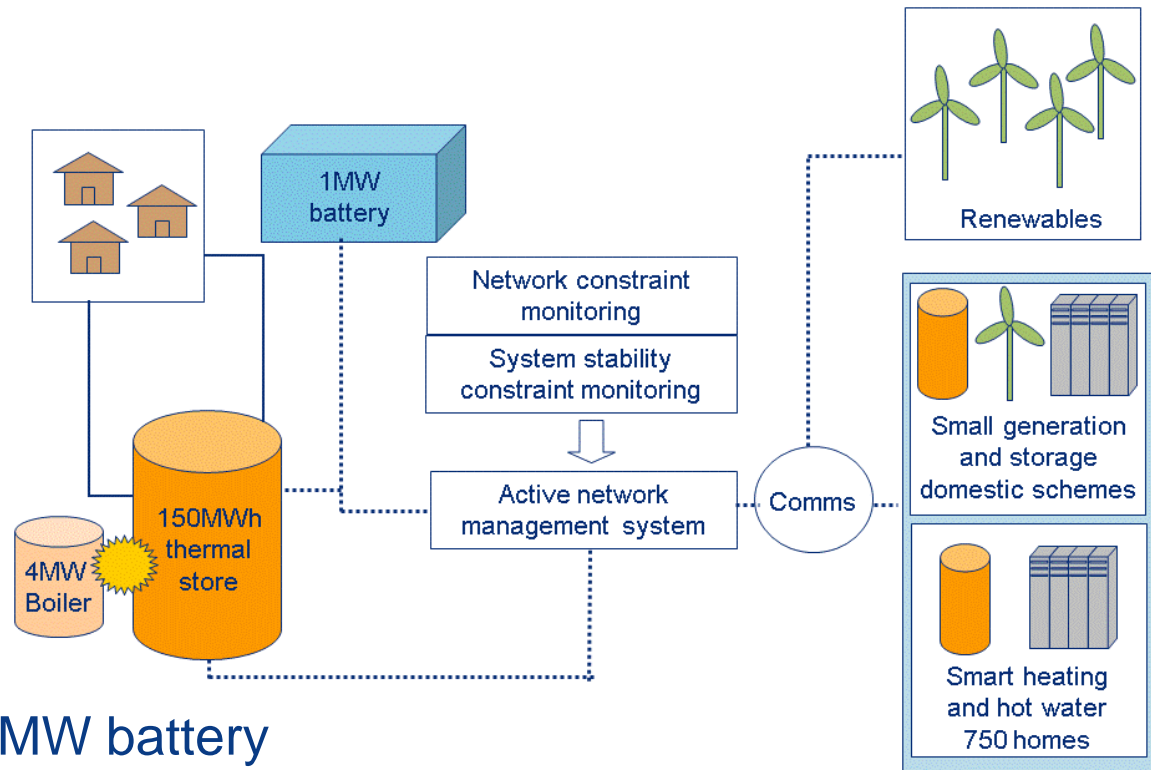 1MW
battery
Renewables
Network constraint
monitoring
System stability
constraint monitoring
Small generation
and storage
domestic schemes
Active network
management system
Comms
150MWh
thermal
store
4MW
Boiler
Smart heating
and hot water
750 homes
MW battery